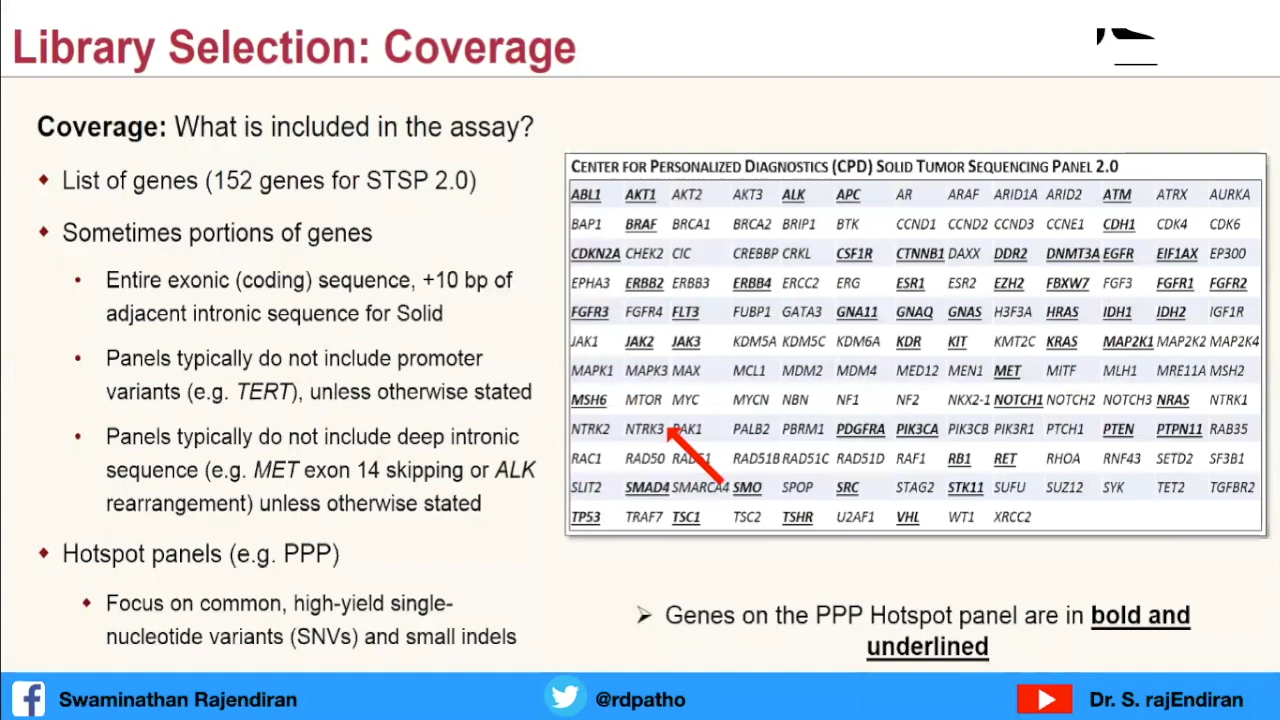 Library Selection: Coverage
Coverage: What is included in the assay?
List of genes (152 genes for STSP 2.0)
Sometimes portions of genes
Entire exonic (coding) sequence, +10 bp of
adjacent intronic sequence for Solid
Panels typically do not include promoter
variants (e.g. TERT), unless otherwise stated
Panels typically do not include deep intronic
sequence (e.g. MET exon 14 skipping or ALK
rearrangement) unless otherwise stated
Hotspot panels (e.g. PPP)
Focus on common, high-yield single-
nucleotide variants (SNVs) and small indels
CENTER FOR PERSONALIZED DIAGNOSTICS (CPD) SOLID TUMOR SEQUENCING PANEL 2.0
ABL1 AKT1 AKT2 AKT3 ALK APC AR ARAF ARID1A ARID2 ATM ATRX AURKA
BAP1 BRAF BRCA1 BRCA2 BRIP1 BTK CCND1 CCND2 CCND3 CCNE1 CDH1 CDK4 CDK6
CDKN2A CHEK2 CIC CREBBP CRKL CSF1R CTNNB1 DAXX DDR2 DNMT3A EGFR EIF1AX EP300
EPHA3 ERBB2 ERBB3 ERBB4 ERCC2 ERG ESR1 ESR2 EZH2 FBXW7 FGF3 FGFR1 FGFR2
FGFR3 FGFR4 FLT3 FUBP1 GATA3 GNA11 GNAQ GNAS H3F3A HRAS IDH1 IDH2 IGF1R
JAK1 JAK2 JAK3 KDM5A KDM5C KDM6A KDR KIT KMT2C KRAS MAP2K1 MAP2K2 MAP2K4
MAPK1 MAPK3 MAX MCL1 MDM2 MDM4 MED12 MEN1 MET MITF MLH1 MRE11A MSH2
MSH6 MTOR MYC MYCN NBN NF1 NF2 NKX2-1 NOTCH1 NOTCH2 NOTCH3 NRAS NTRK1
NTRK2 NTRK3 PAK1 PALB2 PBRM1 PDGFRA PIK3CA PIK3CB PIK3R1 PTCH1 PTEN PTPN11 RAB35
RAC1 RAD50 RAD51 RAD51B RAD51C RAD51D RAF1 RB1 RET RHOA RNF43 SETD2 SF3B1
SLIT2 SMAD4 SMARCA4 SMO SPOP SRC STAG2 STK11 SUFU SUZ12 SYK TET2 TGFBR2
TP53 TRAF7 TSC1 TSC2 TSHR U2AF1 VHL WT1 XRCC2
Genes on the PPP Hotspot panel are in bold and
underlined
Swaminathan Rajendiran
@rdpatho
Dr. S. rajEndiran